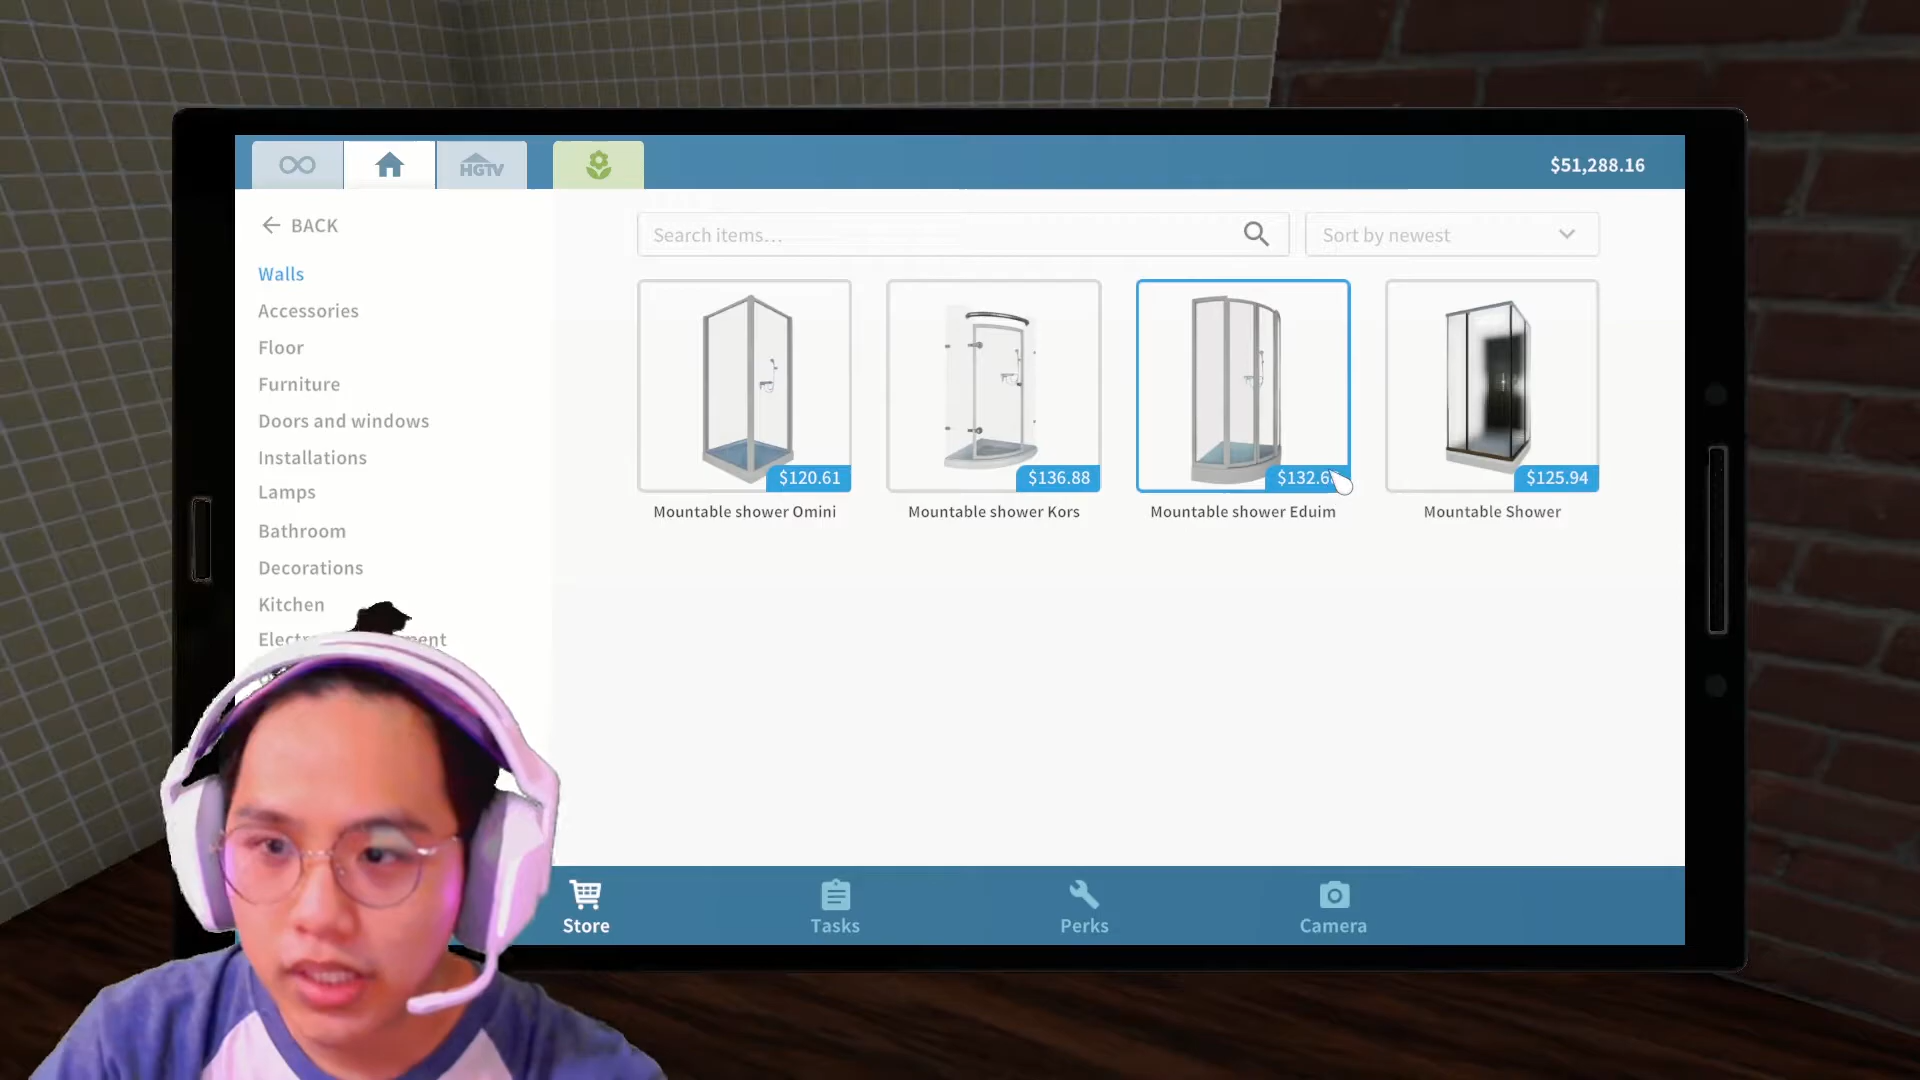 HGTV
$51,288.16
BACK
Search items...
Sort by newest
Walls
Accessories
Floor
Furniture
Doors and windows
Installations
Lamps
Bathroom
Decorations
Kitchen
$120.61
$136.88
$125.94
Mountable shower Omini
Mountable shower Kors
Mountable shower Eduim
Mountable Shower
Store
Tasks
Perks
Camera